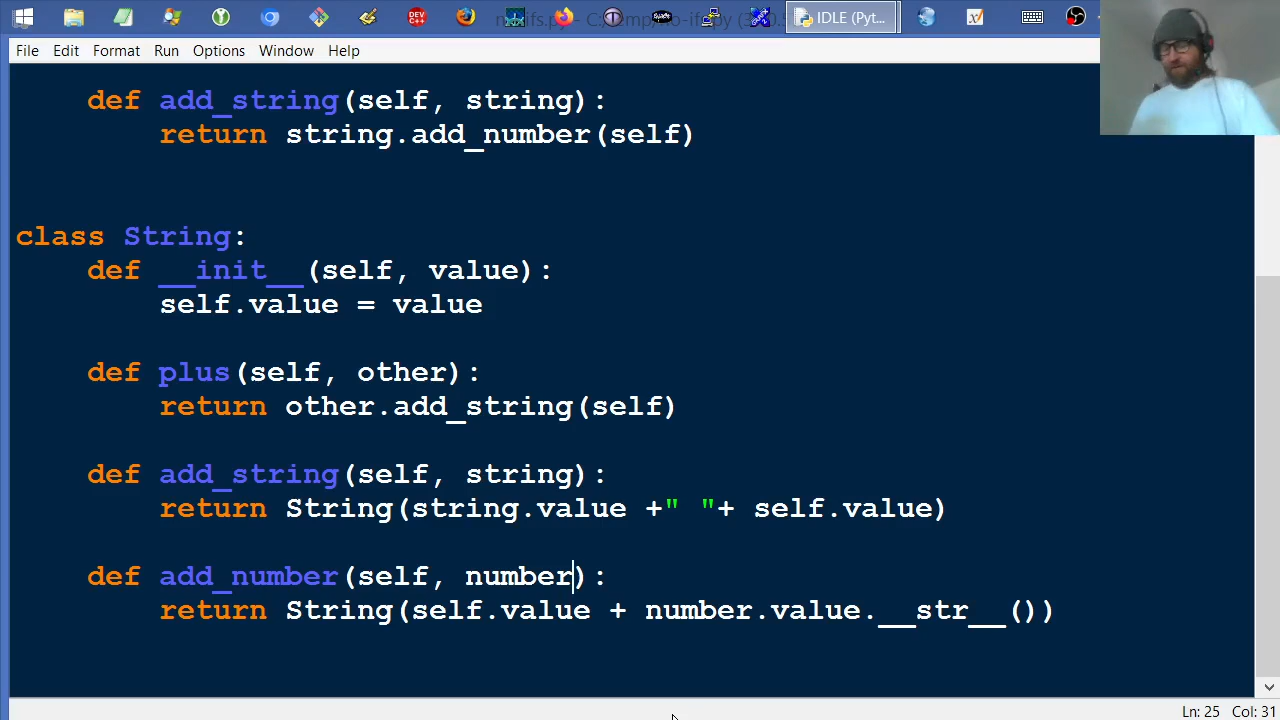 IDLE (Pyt...
File Edit Format Run Options Window Help
def add_string(self, string):
return string.add_number(self)
class String:
def __init__(self, value):
self.value = value
def plus(self, other):
return other.add_string(self)
def add_string(self, string):
return String(string.value +" "+ self.value)
def add_number(self, number):
return String(self.value + number.value.__str__())
Ln: 25 Col: 31